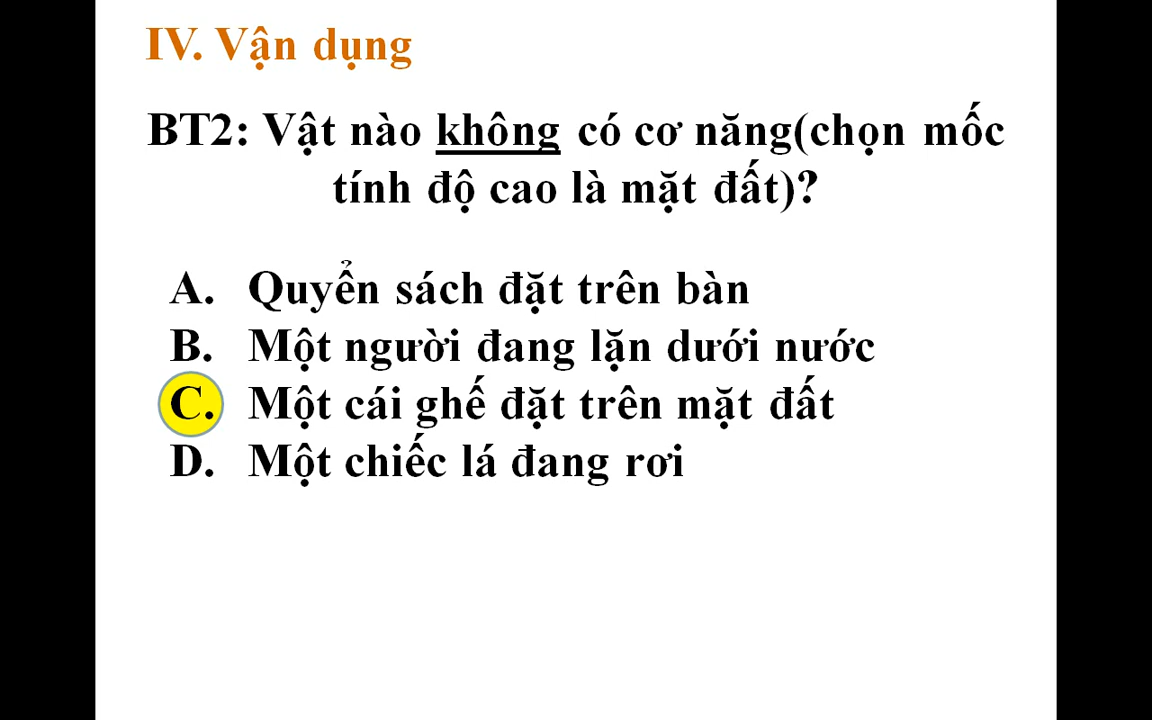 IV. Vận dụng
BT2: Vật nào không có cơ năng(chọn mốc
tính độ cao là mặt đất)?
A. Quyển sách đặt trên bàn
B. Một người đang lặn dưới nước
C. Một cái ghế đặt trên mặt đất
D. Một chiếc lá đang rơi